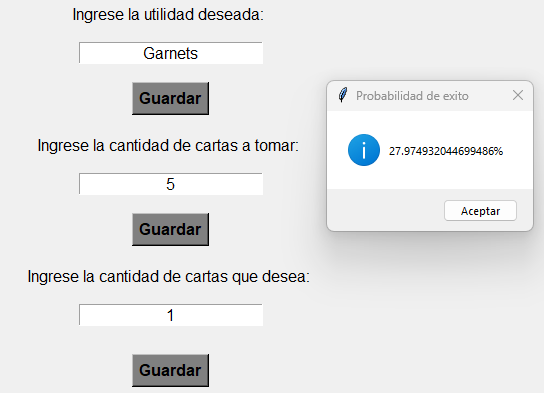 Ingrese la utilidad deseada:
Garnets
Guardar
Ingrese la cantidad de cartas a tomar:
5
Guardar
Ingrese la cantidad de cartas que desea:
1
Guardar
Probabilidad de exito
27.974932044699486%
Aceptar